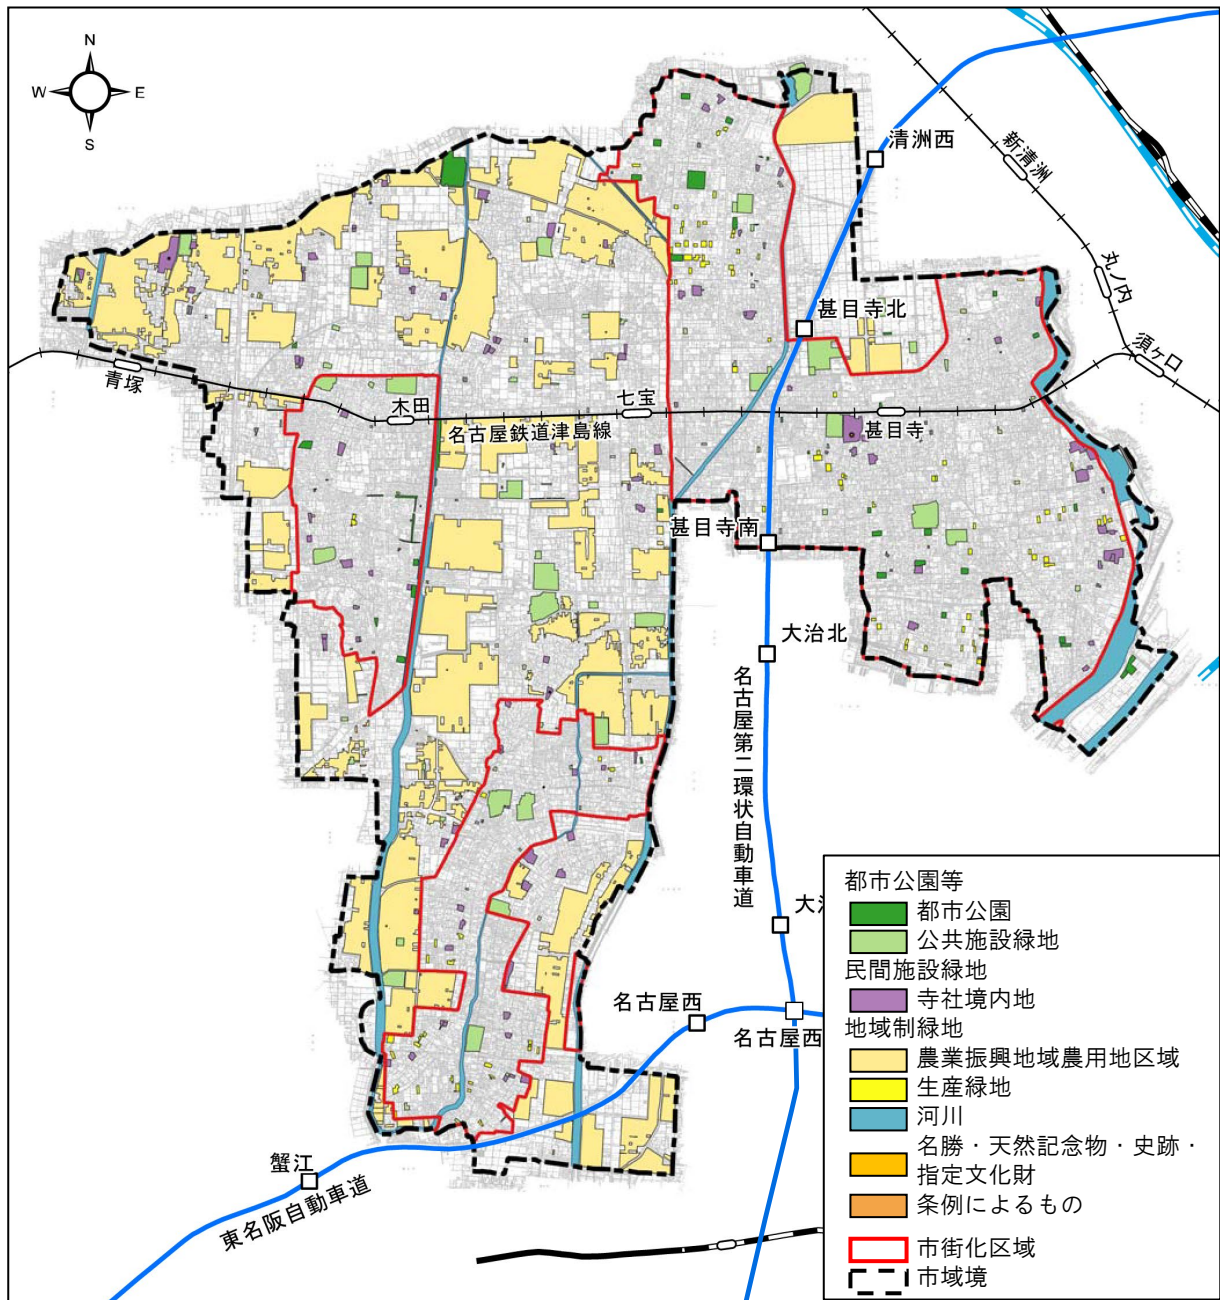 N
W
E
S
清洲西
新清洲
丸ノ内
須ヶ口
甚目寺北
青塚
木田
七宝
名古屋鉄道津島線
甚目寺
甚目寺南
大治北
名古屋第二環状自動車道
大治
名古屋西
名古屋西
蟹江
東名阪自動車道
都市公園等
都市公園
公共施設緑地
民間施設緑地
寺社境内地
地域制緑地
農業振興地域農用地区域
生産緑地
河川
名勝・天然記念物・史跡・
指定文化財
条例によるもの
市街化区域
市域境